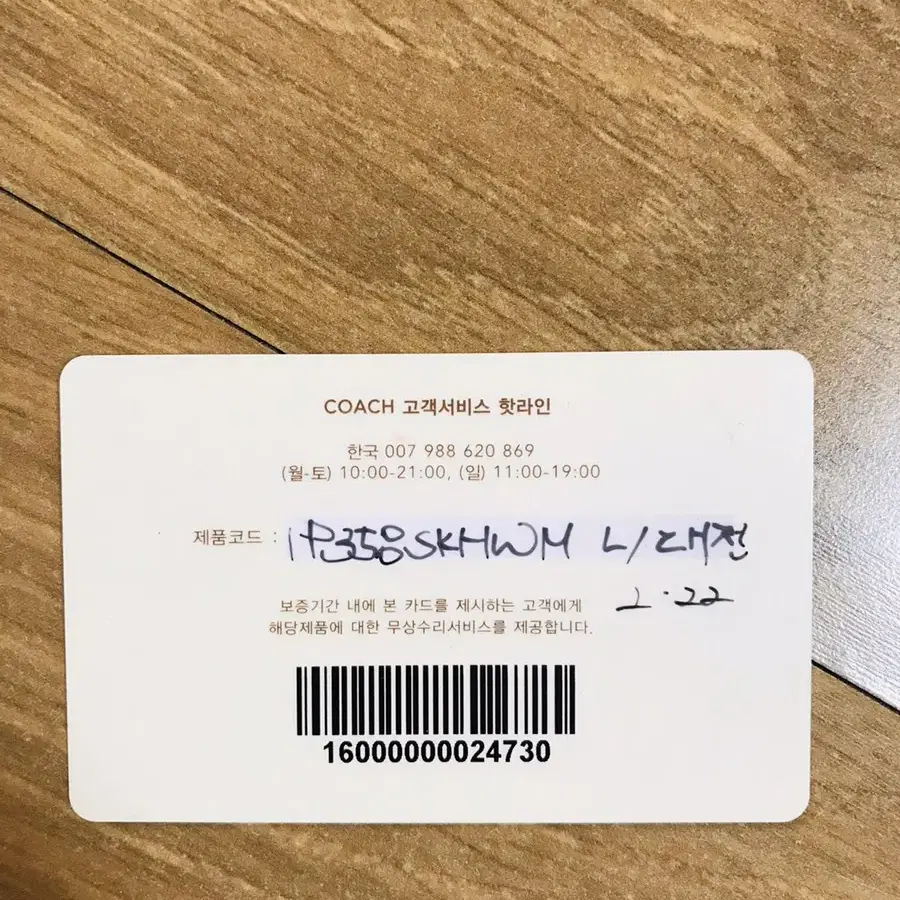 COACH 고객서비스 핫라인
한국 007 988 620 869
(월-토) 10:00-21:00, (일) 11:00-19:00
제품코드 : 1P358SKHWM L/대전
2.22
보증기간 내에 본 카드를 제시하는 고객에게
해당제품에 대한 무상수리서비스를 제공합니다.
16000000024730